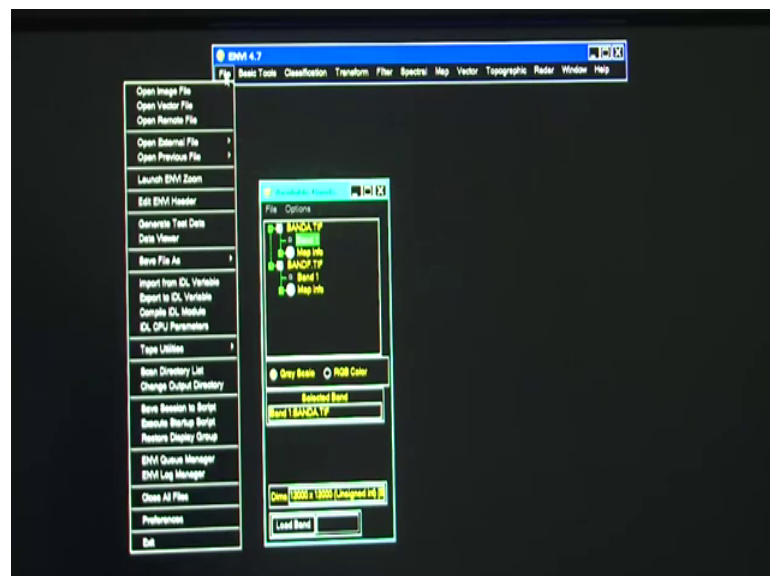 ENVI 4.7
File Basic Tools Classification Transform Filter Spectral Map Vector Topographic Radar Window Help
Open Image File
Open Vector File
Open Remote File
Open External File
Open Previous File
Launch ENVI Zoom
Edit ENVI Header
Generate Test Data
Data Viewer
Save File As
Import from IDL Variable
Export to IDL Variable
Compile IDL Module
IDL CPU Parameters
Tape Utilities
Scan Directory List
Change Output Directory
Save Session to Script
Execute Startup Script
Restore Display Group
ENVI Queue Manager
ENVI Log Manager
Close All Files
Preferences
Exit
Available Bands
File Options
BANDA.TIF
Band 1
Map Info
BANDF.TIF
Band 1
Map Info
Gray Scale RGB Color
Selected Band
Band 1:BANDA.TIF
Dims 12000 x 12000 (Unsigned Int)
Load Band